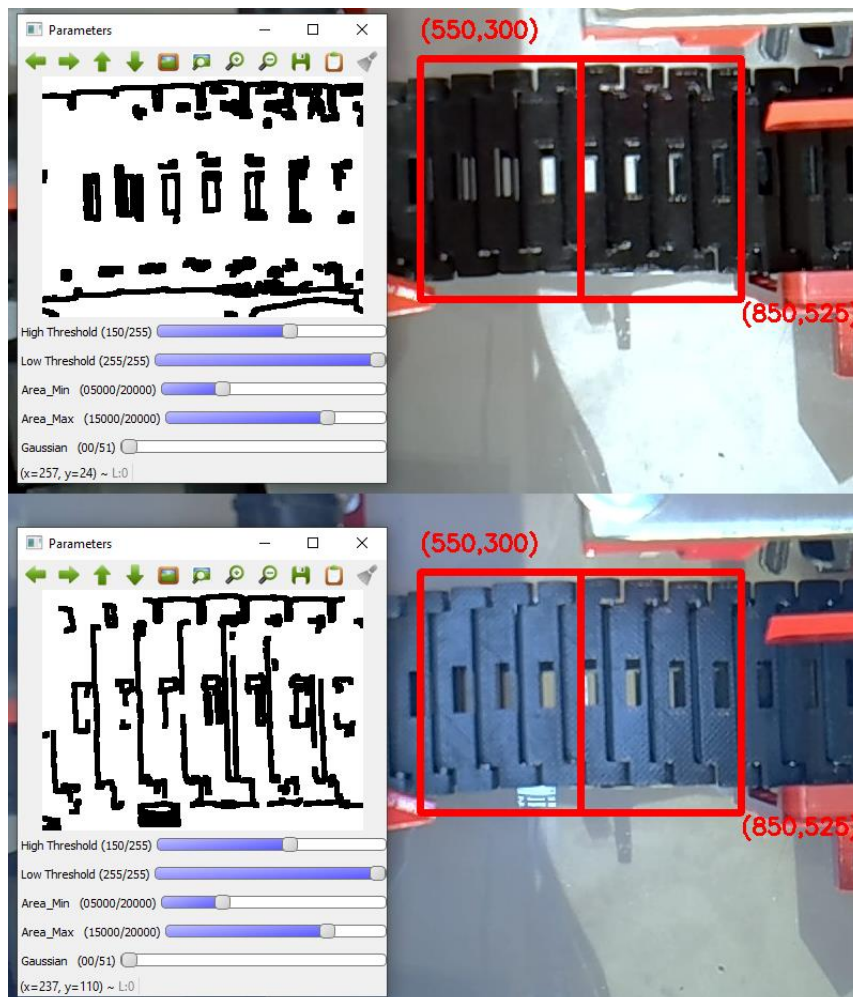 Parameters
(550,300)
High Threshold (150/255)
Low Threshold (255/255)
Area_Min (05000/20000)
Area_Max (15000/20000)
Gaussian (00/51)
(x=257, y=24) ~ L:0
(850,525)
Parameters
(550,300)
High Threshold (150/255)
Low Threshold (255/255)
Area_Min (05000/20000)
Area_Max (15000/20000)
Gaussian (00/51)
(x=237, y=110) ~ L:0
(850,525)